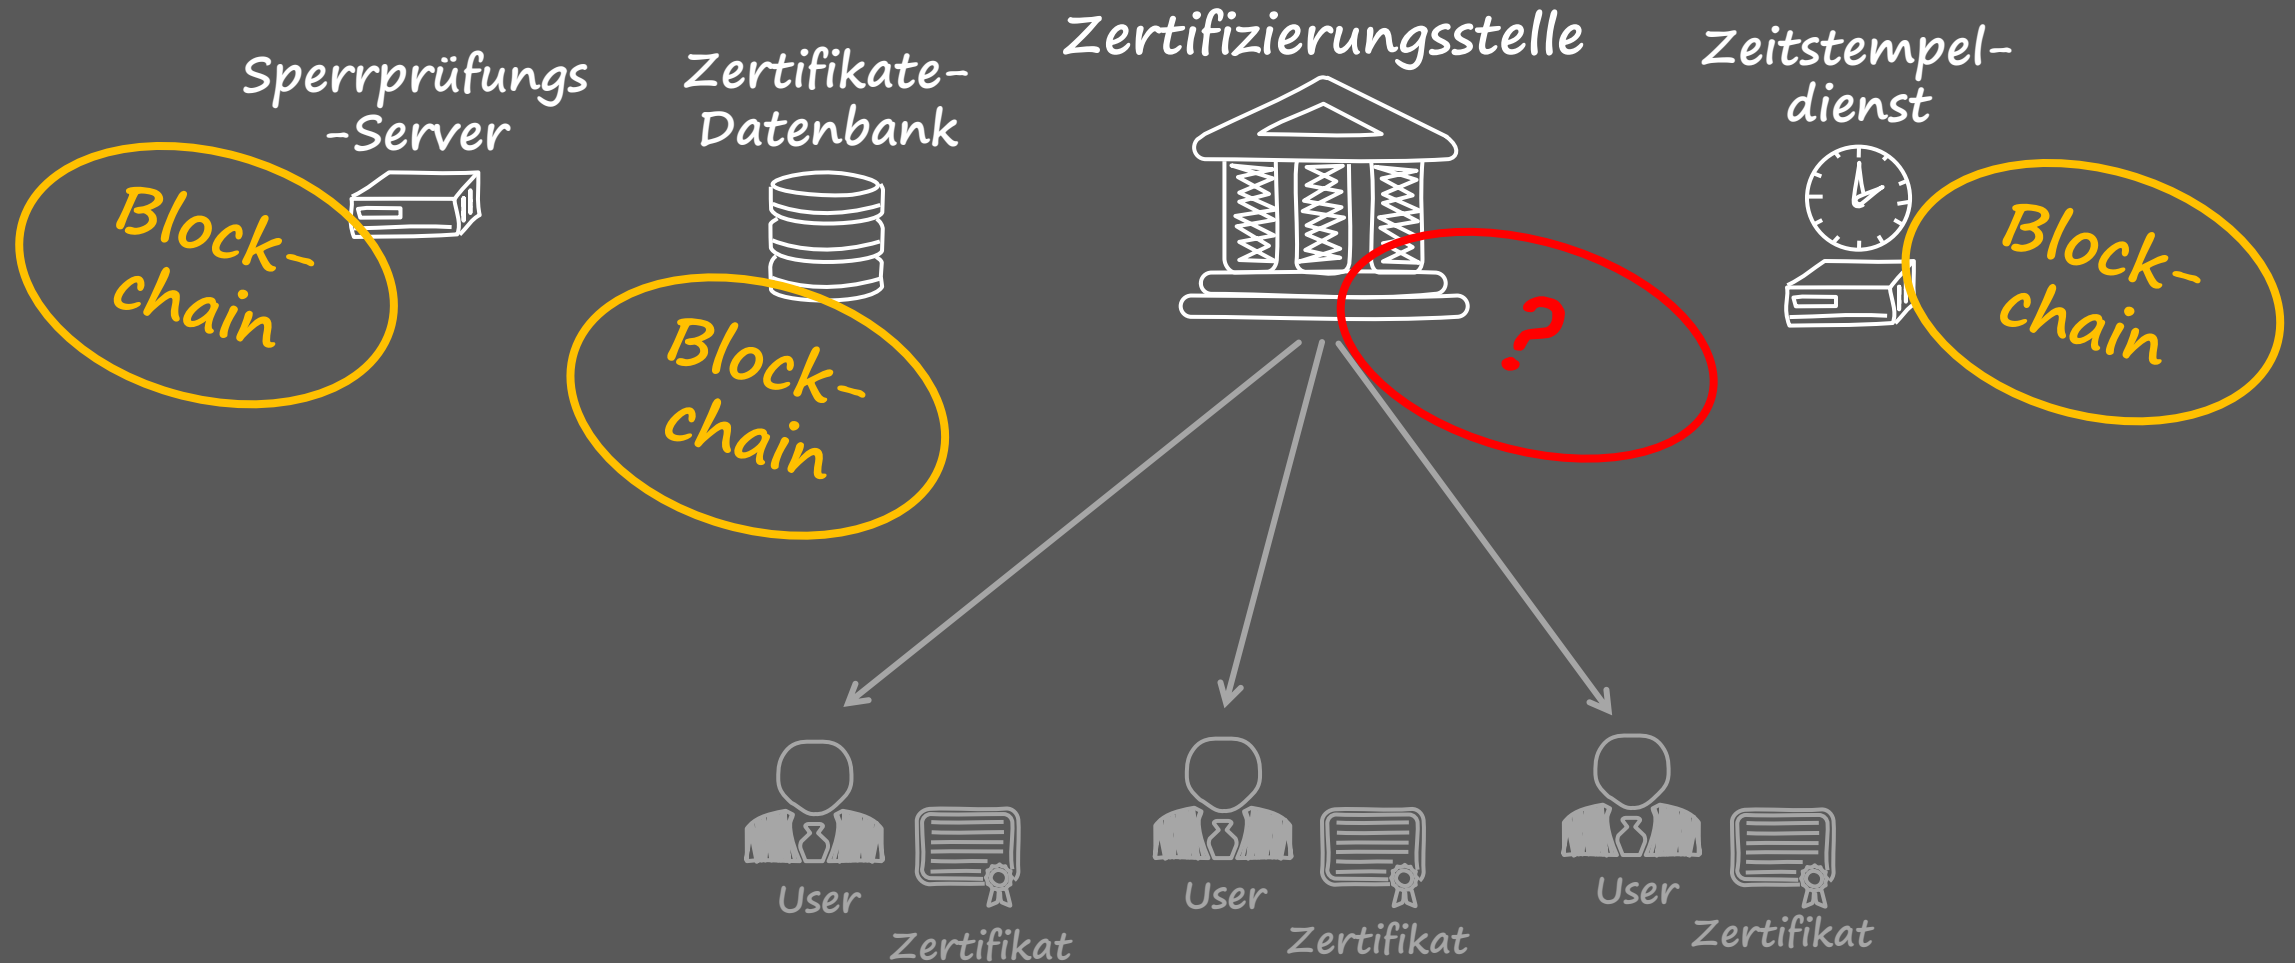 Sperrprüfungs
-Server
Zertifikate-
Datenbank
Zertifizierungsstelle
Zeitstempel-
dienst
Block-
chain
Block-
chain
?
Block-
chain
User
Zertifikat
User
Zertifikat
User
Zertifikat